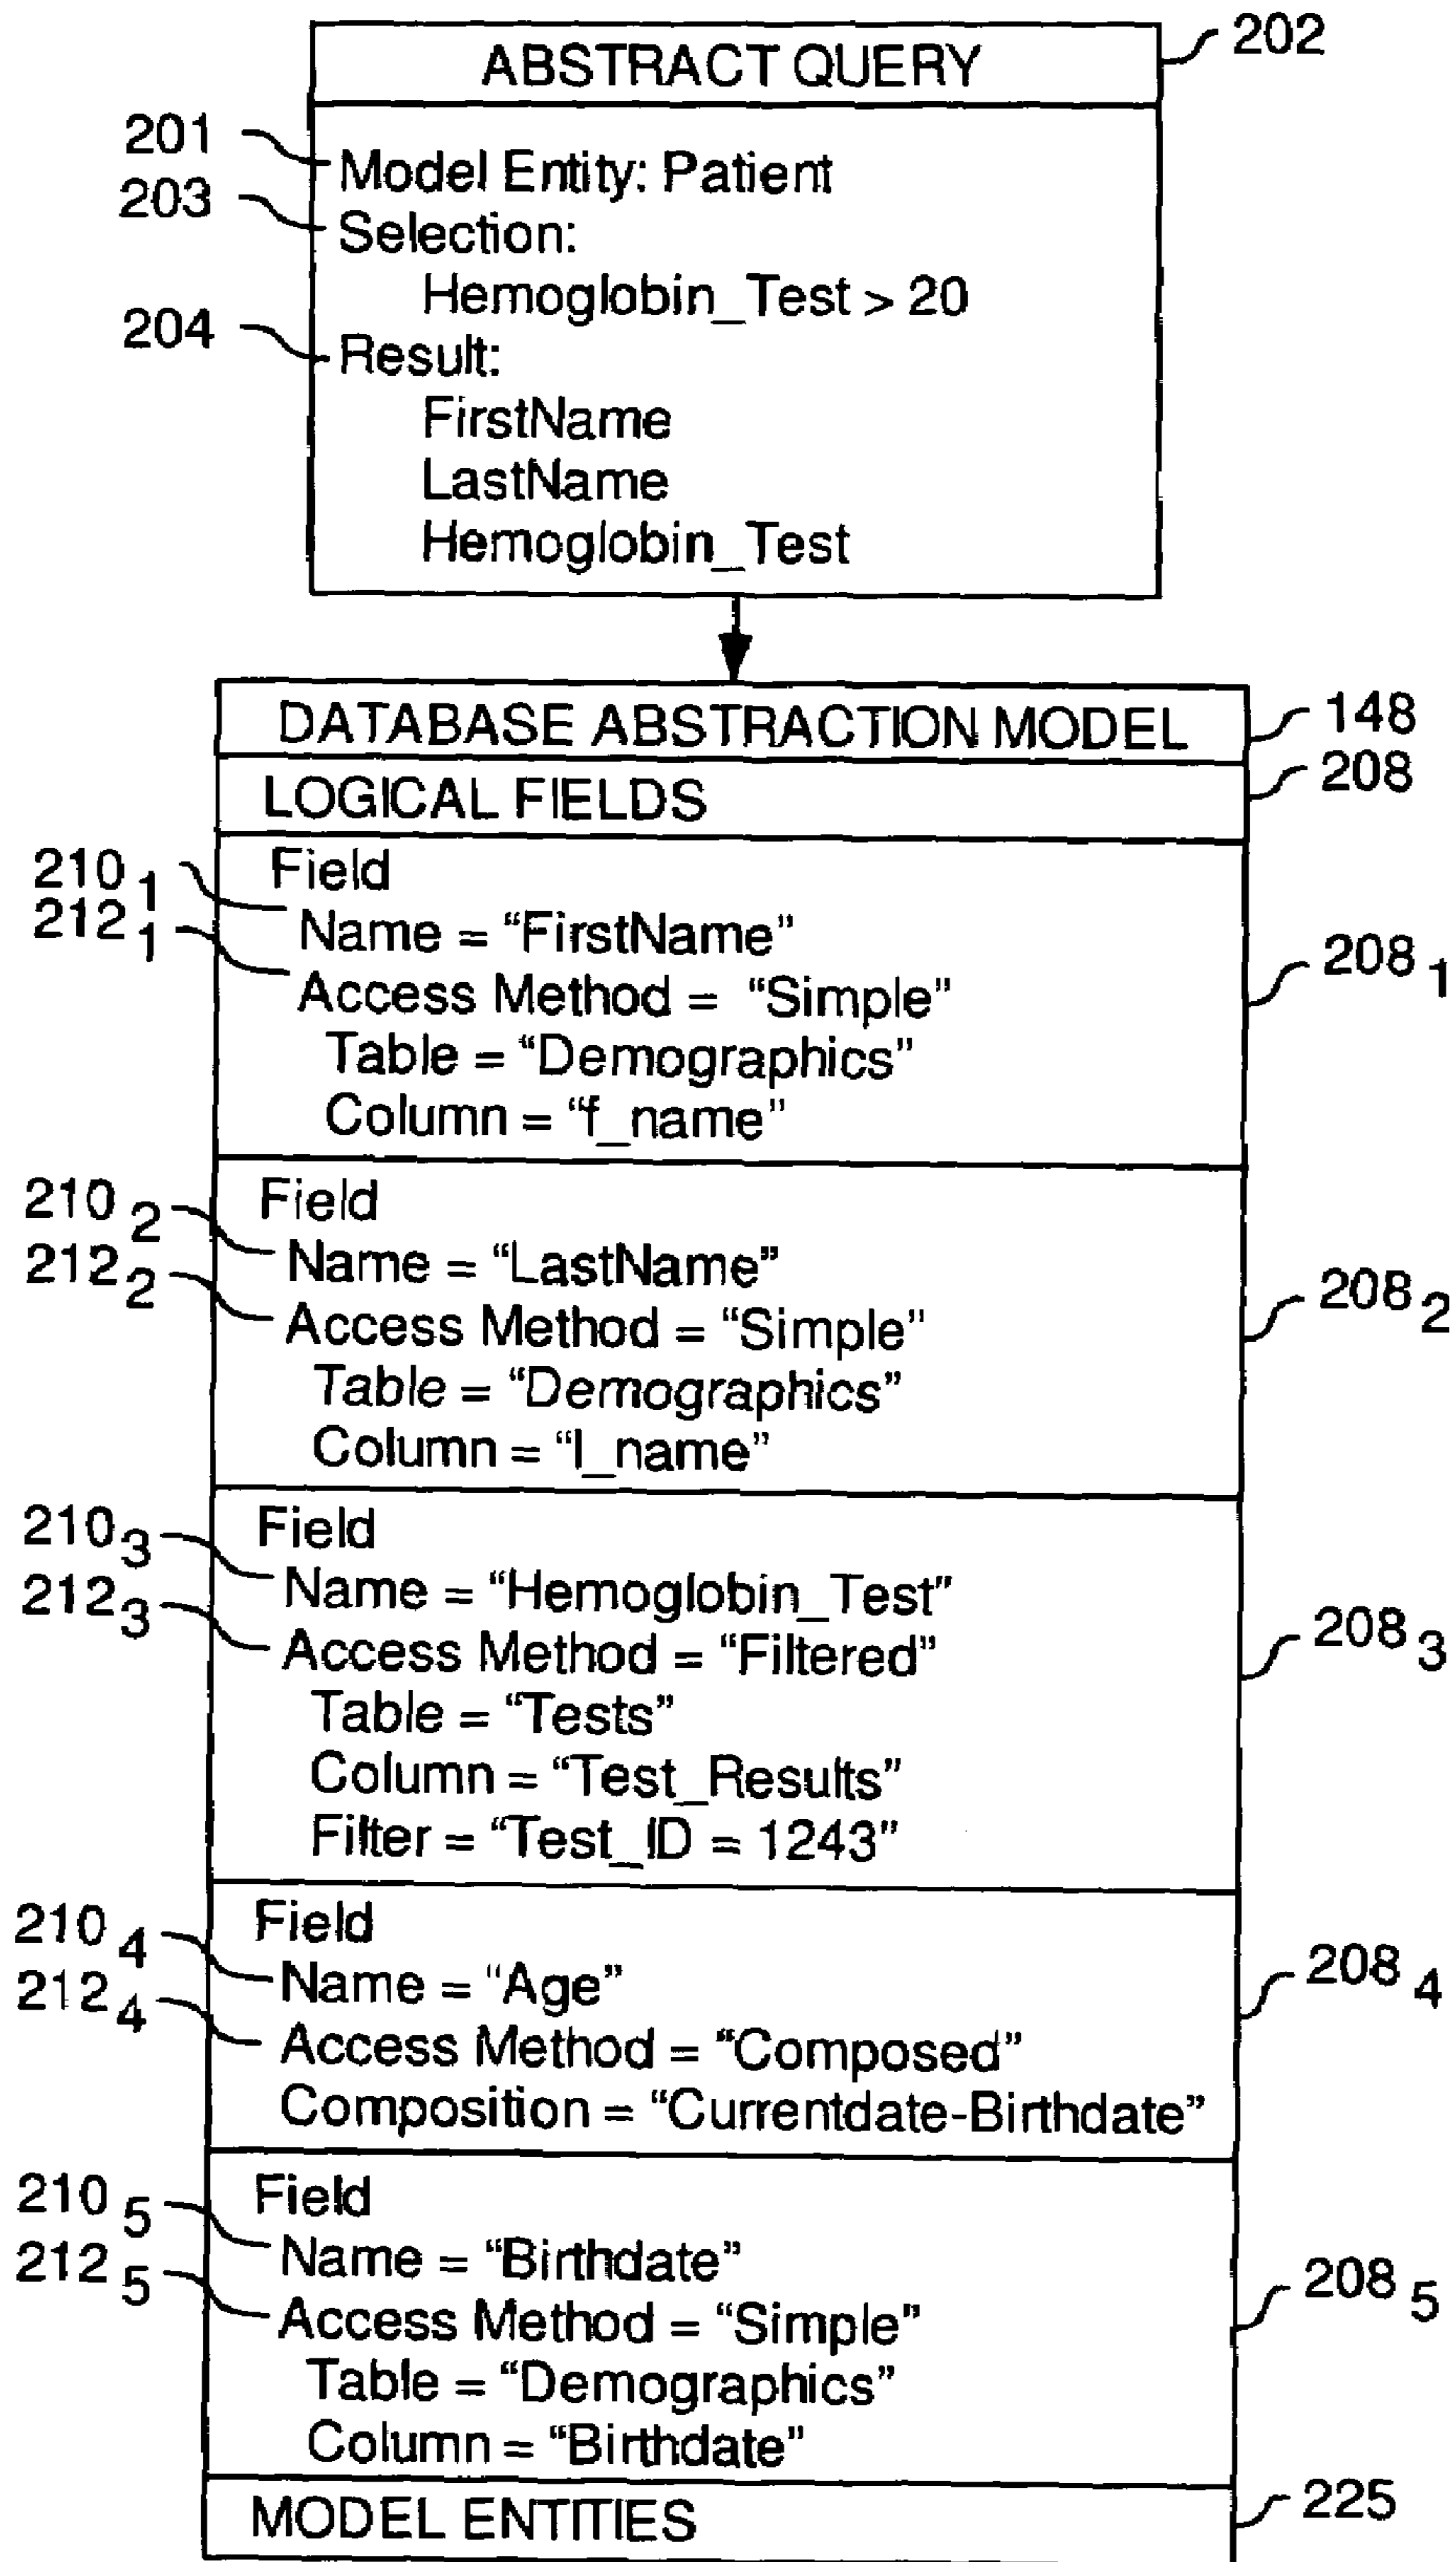 ABSTRACT QUERY
202
201
Model Entity: Patient
203
Selection:
Hemoglobin_Test > 20
204
Result:
FirstName
LastName
Hemoglobin_Test
DATABASE ABSTRACTION MODEL
148
LOGICAL FIELDS
208
Field
210 1
Name = “FirstName”
212 1
Access Method = “Simple”
208 1
Table = “Demographics”
Column = “f_name”
Field
210 2
Name = “LastName”
212 2
Access Method = “Simple”
208 2
Table = “Demographics”
Column = “l_name”
Field
210 3
Name = “Hemoglobin_Test”
212 3
Access Method = “Filtered”
208 3
Table = “Tests”
Column = “Test_Results”
Filter = “Test_ID = 1243”
Field
210 4
Name = “Age”
212 4
Access Method = “Composed”
208 4
Composition = “Currentdate-Birthdate”
Field
210 5
Name = “Birthdate”
212 5
Access Method = “Simple”
208 5
Table = “Demographics”
Column = “Birthdate”
MODEL ENTITIES
225